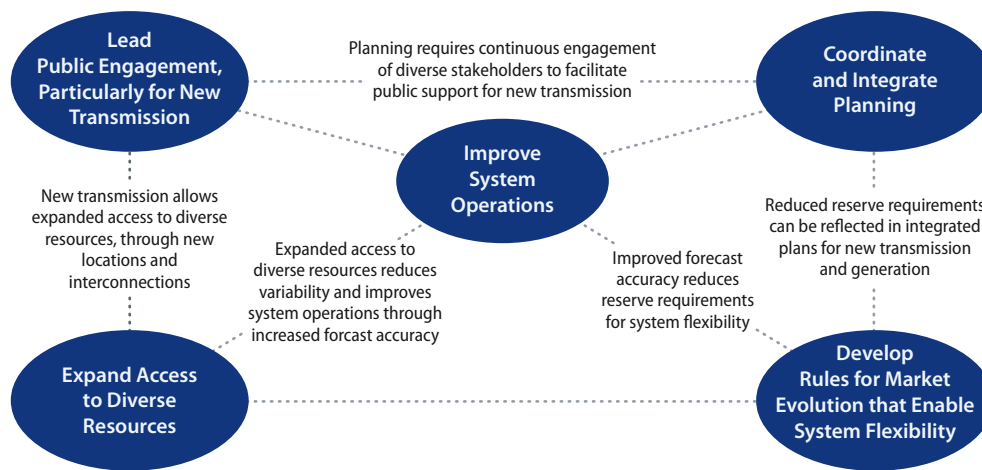 Lead
Public Engagement,
Particularly for New
Transmission
Planning requires continuous engagement
of diverse stakeholders to facilitate
public support for new transmission
Coordinate
and Integrate
Planning
Improve
System
Operations
New transmission allows
expanded access to diverse
resources, through new
locations and
interconnections
Expanded access to
diverse resources reduces
variability and improves
system operations through
increased forcast accuracy
Improved forecast
accuracy reduces
reserve requirements
for system flexibility
Reduced reserve requirements
can be reflected in integrated
plans for new transmission
and generation
Expand Access
to Diverse
Resources
Develop
Rules for Market
Evolution that Enable
System Flexibility